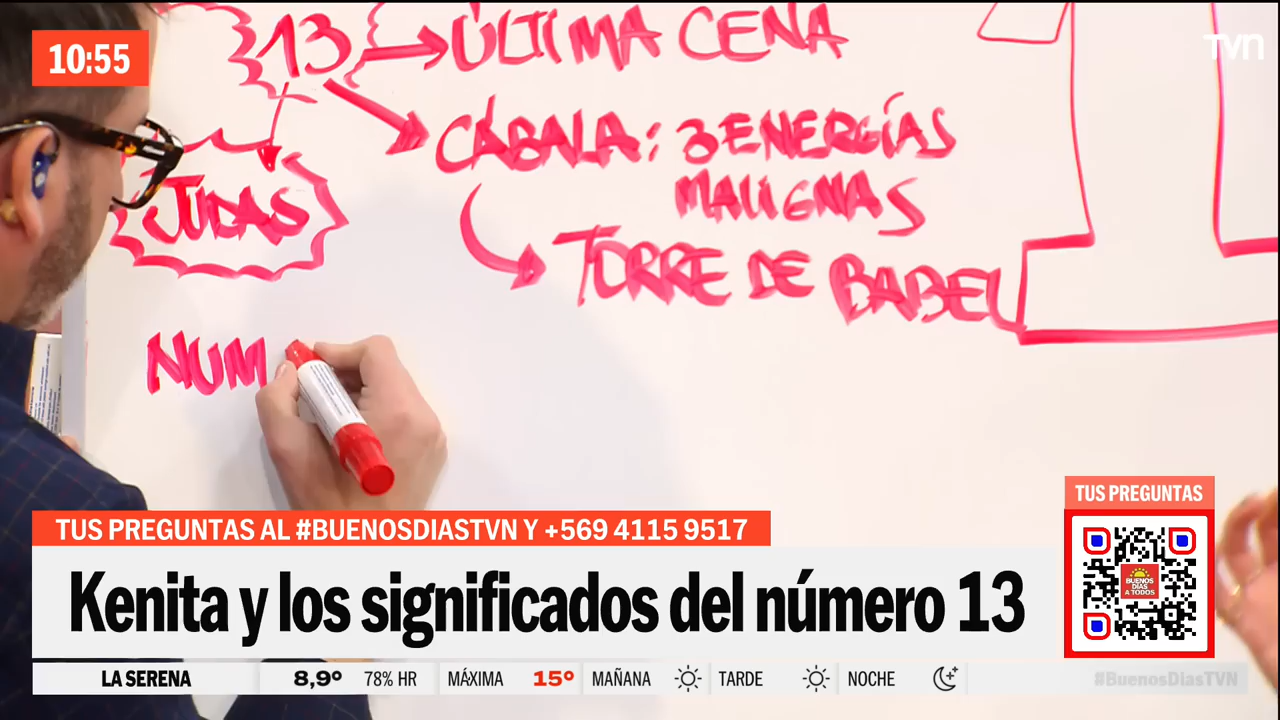 10:55
13 → ÚLTIMA CENA
TVN
CÁBALA: 3 ENERGÍAS
MALIGNAS
JUDAS
TORRE DE BABEL
NUM
TUS PREGUNTAS
TUS PREGUNTAS AL #BUENOSDIASTVN Y +569 4115 9517
BUENOS
DÍAS
A TODOS
Kenita y los significados del número 13
LA SERENA 8,9° 78% HR MÁXIMA 15° MAÑANA TARDE NOCHE #BuenosDiasTVN